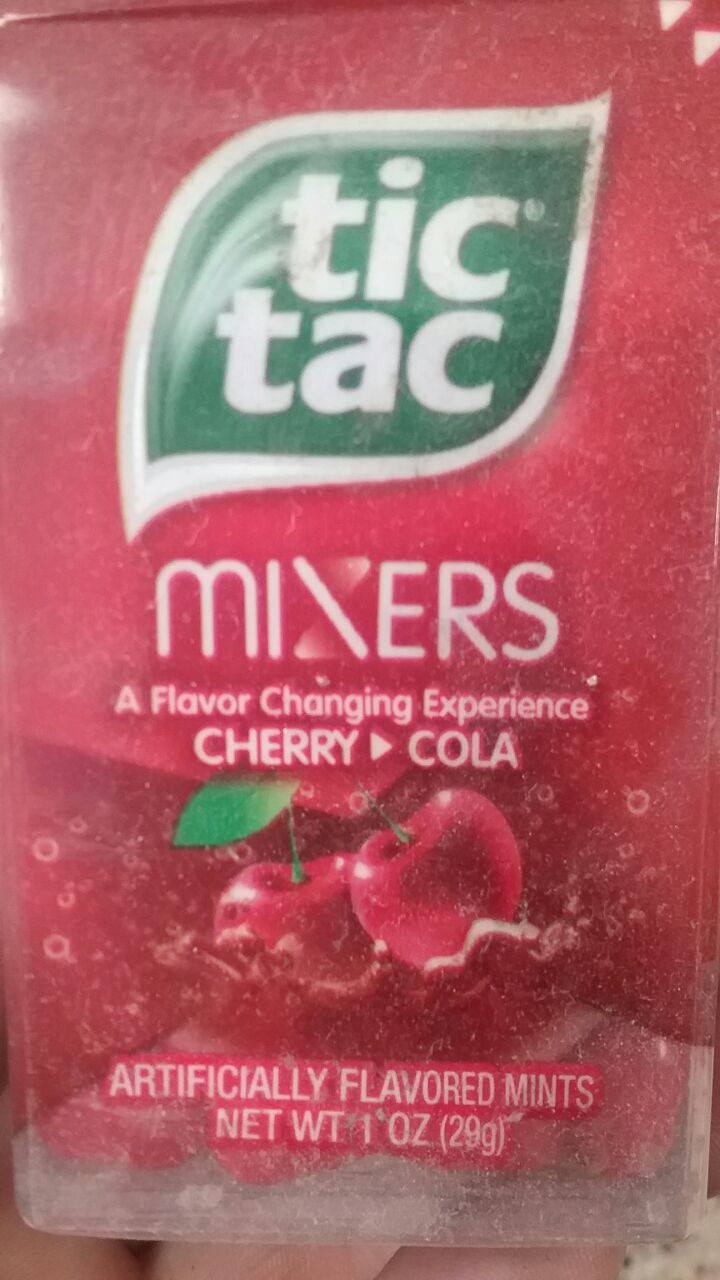 tic®
tac
MIXERS
A Flavor Changing Experience
CHERRY ▶ COLA
ARTIFICIALLY FLAVORED MINTS
NET WT 1 OZ (29g)